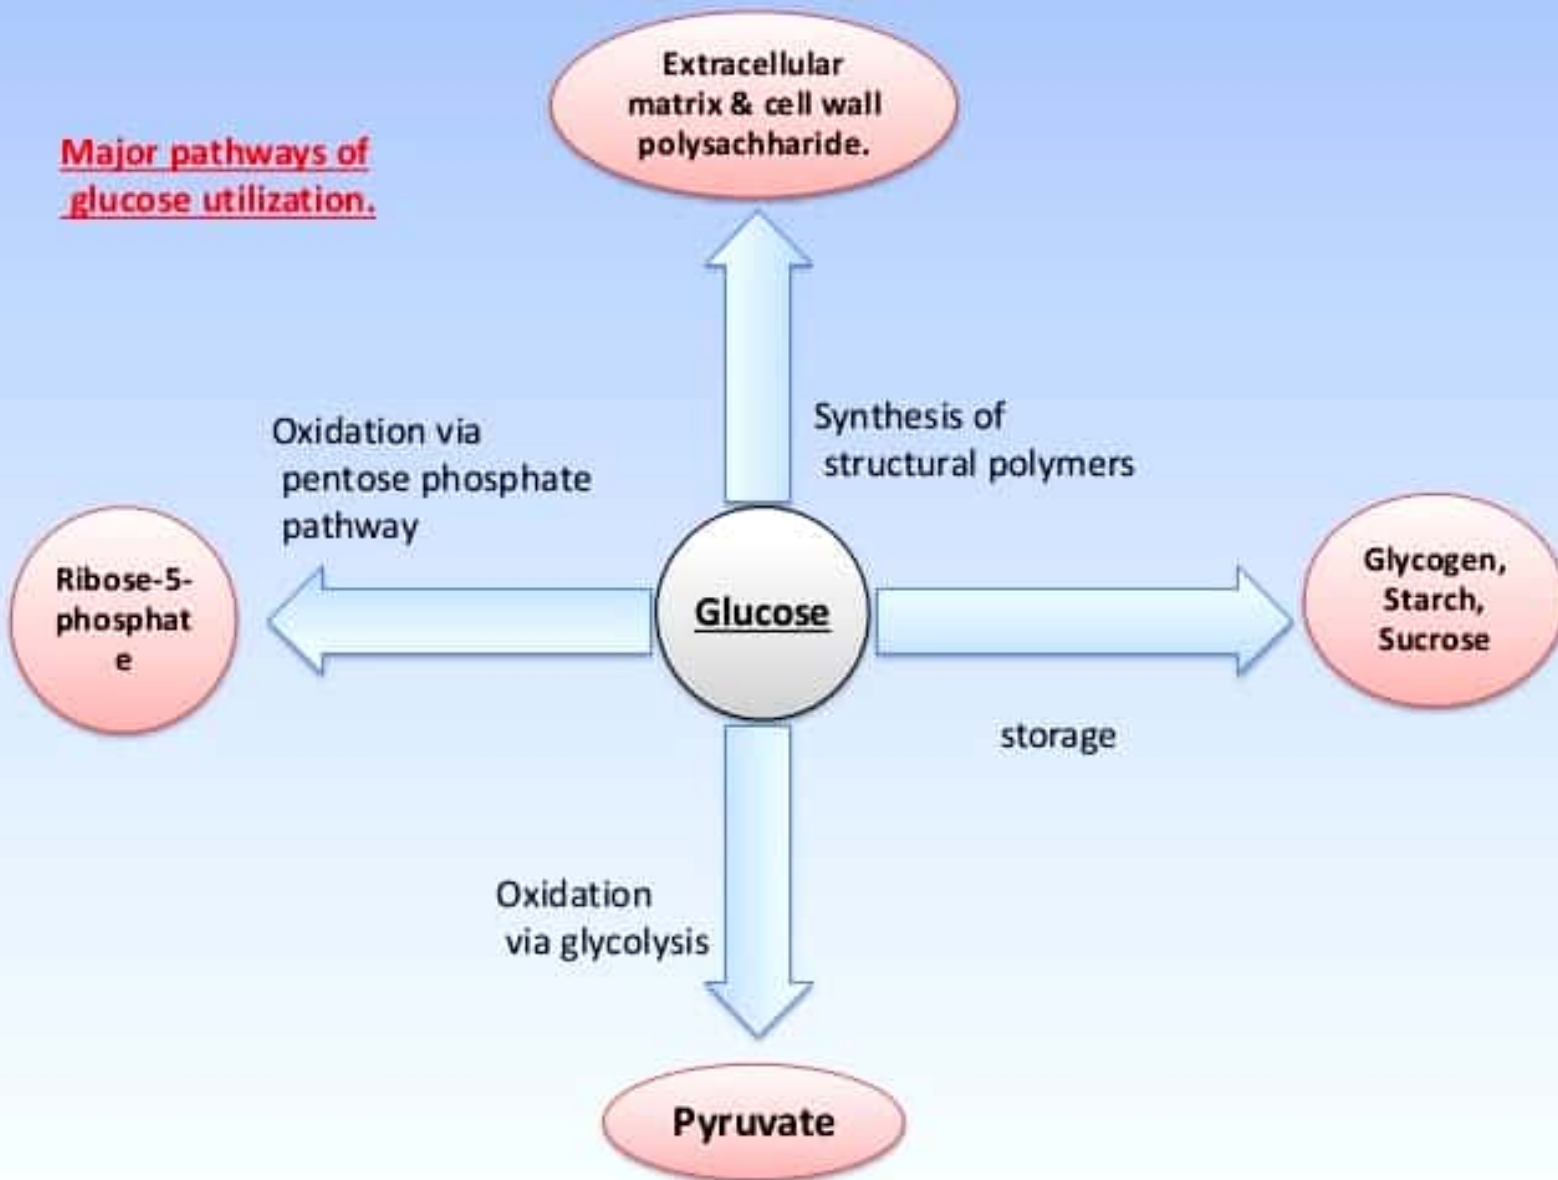 Extracellular
matrix & cell wall
polysachharide.
Major pathways of
glucose utilization.
Oxidation via
pentose phosphate
pathway
Synthesis of
structural polymers
Ribose-5-
phosphat
e
Glucose
Glycogen,
Starch,
Sucrose
storage
Oxidation
via glycolysis
Pyruvate